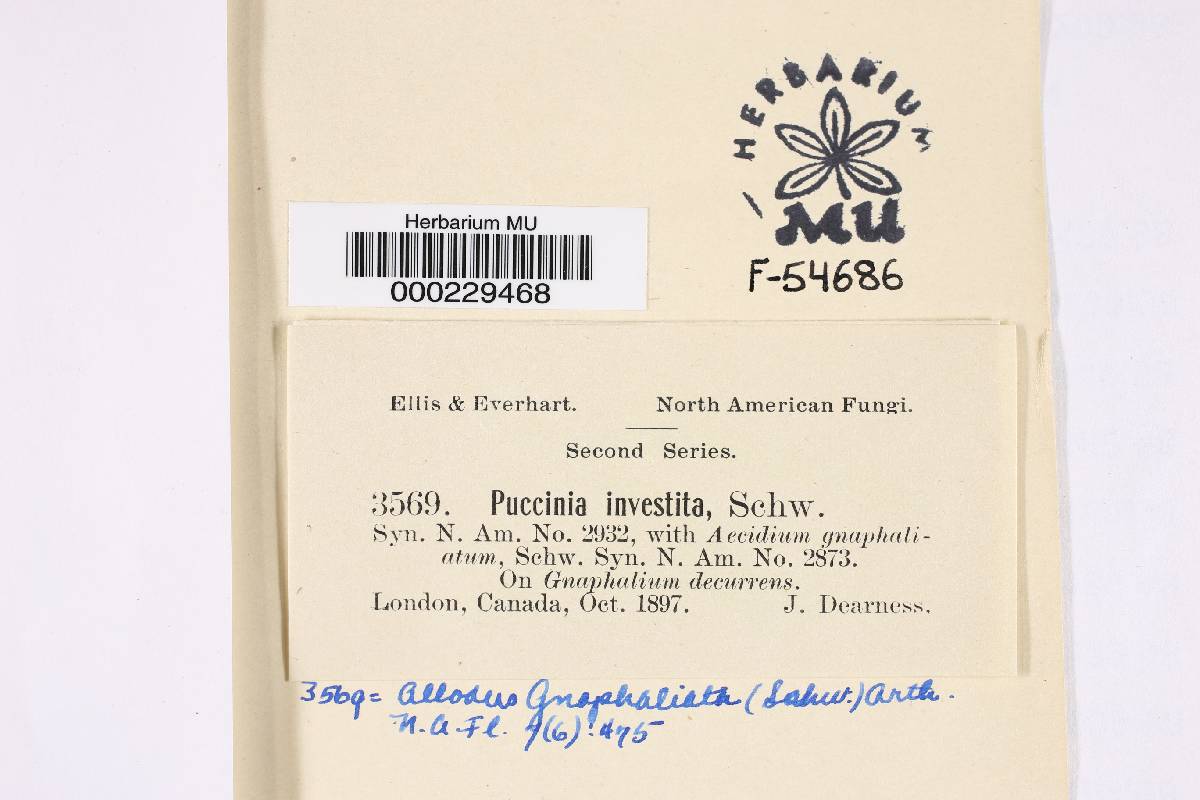 HERBARIUM
MU
F-54686
Herbarium MU
000229468
Ellis & Everhart. North American Fungi.
Second Series.
3569. Puccinia investita, Schw.
Syn. N. Am. No. 2932, with Aecidium gnaphali-
atum, Schw. Syn. N. Am. No. 2873.
On Gnaphalium decurrens.
London, Canada, Oct. 1897. J. Dearness.
3569 = Allodus Gnaphaliata (Schw.) Arth.
N.A.Fl. 7(6):475